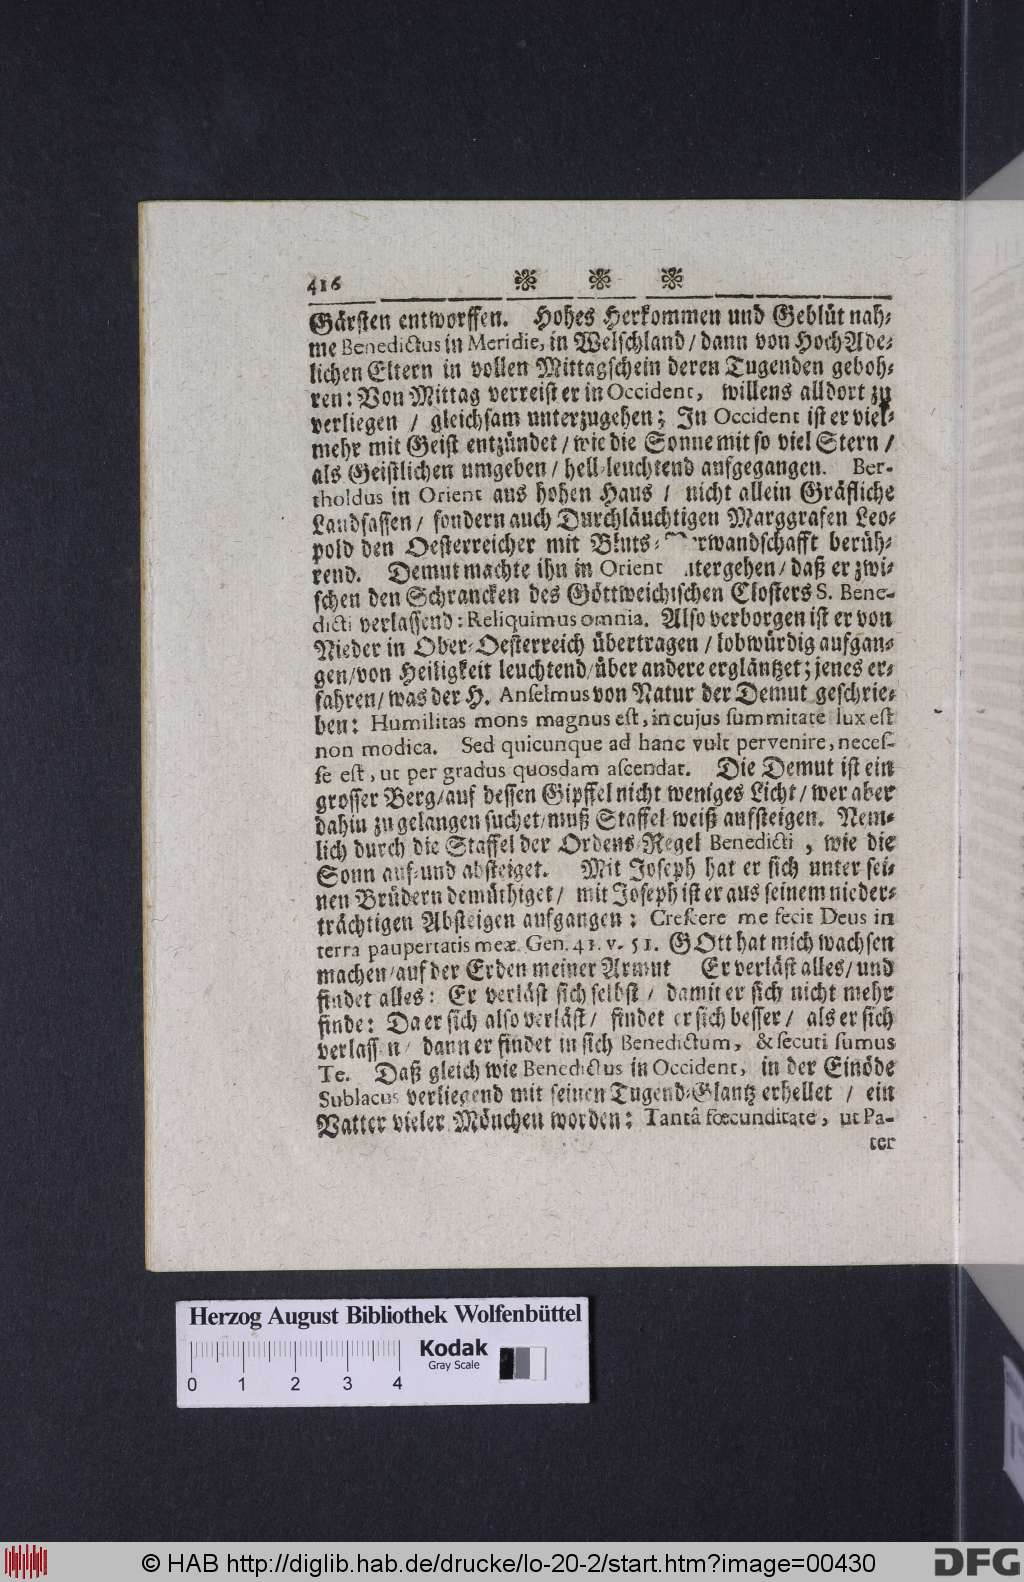 416
Gärsten entworffen. Hohes Herkommen und Geblüt nah-
me Benedictus in Meridie, in Welschland / dann von Hoch Ade-
lichen Eltern in vollen Mittagschein deren Tugenden geboh-
ren: Von Mittag verreist er in Occident, willens alldort zu
verliegen / gleichsam unterzugehen; In Occident ist er viel-
mehr mit Geist entzündet / wie die Sonne mit so viel Stern /
als Geistlichen umgeben / hell-leuchtend aufgegangen. Ber-
tholdus in Orient aus hohen Haus / nicht allein Gräfliche
Landsassen / sondern auch Durchläuchtigen Marggrafen Leo-
pold den Oesterreicher mit Bluts- berüh-
rend. Demut machte ihn in Orient / daß er zwi-
schen den Schrancken des Göttweichischen Closters S. Bene-
dicti verlassend: Reliquimus omnia. Also verborgen ist er von
Nieder in Ober-Oesterreich übertragen / lobwürdig aufgan-
gen / von Heiligkeit leuchtend / über andere ergläntzet; jenes er-
fahren / was der H. Anselmus von Natur der Demut geschrie-
ben: Humilitas mons magnus est, in cujus summitate lux est
non modica. Sed quicunque ad hanc vult pervenire, neces-
se est, ut per gradus quosdam ascendat. Die Demut ist ein
grosser Berg / auf dessen Gipffel nicht weniges Licht / wer aber
dahin zu gelangen suchet / muß Staffel-weiß aufsteigen. Nem-
lich durch die Staffel der Ordens-Regel Benedicti, wie die
Sonn auf- und absteiget. Mit Joseph hat er sich unter sei-
nen Brüdern demüthiget / mit Joseph ist er aus seinem nieder-
trächtigen Absteigen aufgangen: Crescere me fecit Deus in
terra paupertatis meæ. Gen. 41. v. 51. GOtt hat mich wachsen
machen / auf der Erden meiner Armut Er verläst alles / und
findet alles: Er verläst sich selbst / damit er sich nicht mehr
finde: Da er sich also verläst / findet er sich besser / als er sich
verlassen / dann er findet in sich Benedictum, & secuti sumus
Te. Daß gleich wie Benedictus in Occident, in der Einöde
Sublacus verliegend mit seinen Tugend-Glantz erhellet / ein
Vatter vieler Mönchen worden: Tantâ fœcunditate, ut Pa-
ter
Herzog August Bibliothek Wolfenbüttel
Kodak
Gray Scale
0 1 2 3 4
© HAB http://diglib.hab.de/drucke/lo-20-2/start.htm?image=00430
DFG